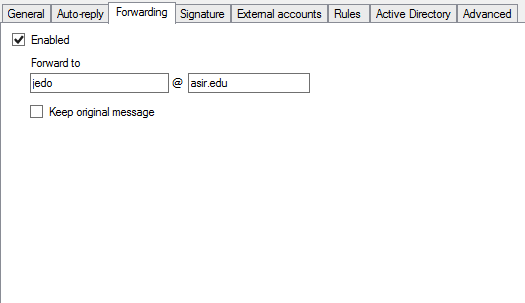 General Auto-reply Forwarding Signature External accounts Rules Active Directory Advanced
Enabled
Forward to
jedo @ asir.edu
Keep original message